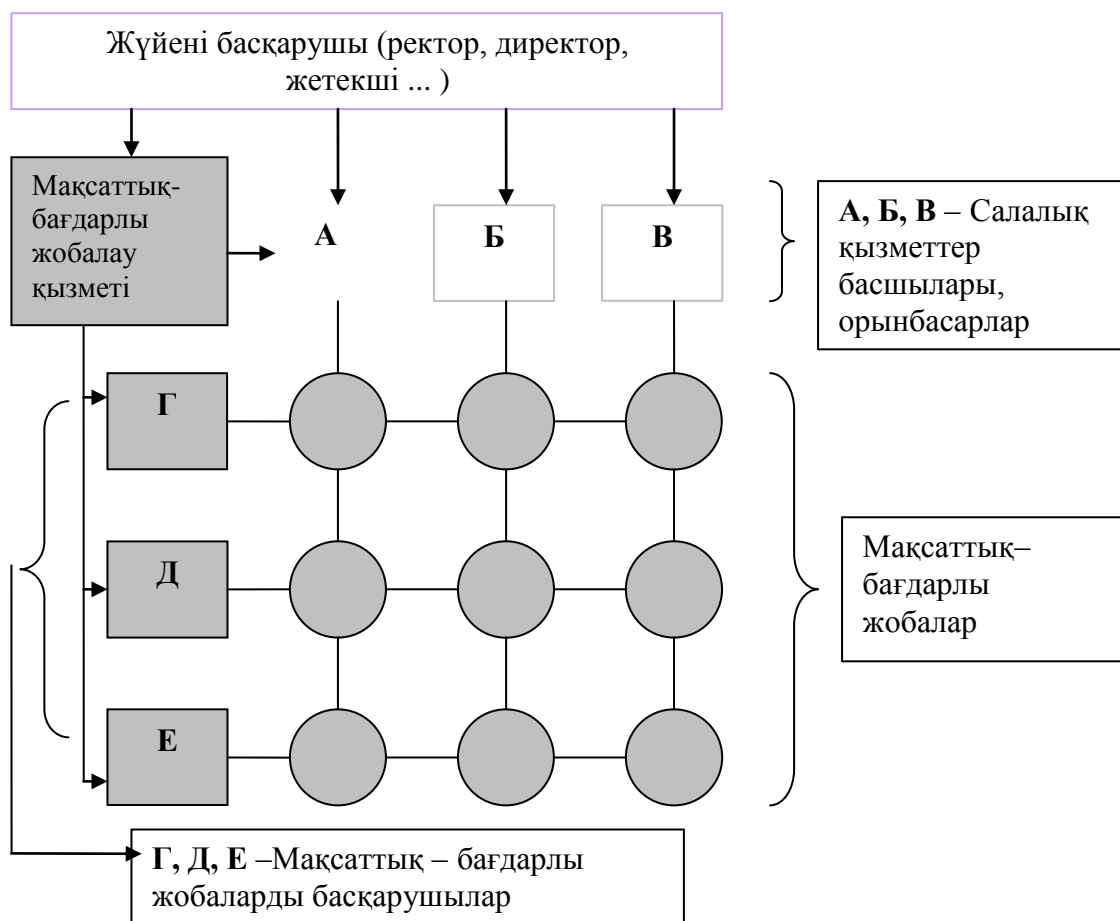 Жүйені басқарушы (ректор, директор,
жетекші ... )
Мақсаттық-
бағдарлы
жобалау
қызметі
А
Б
В
А, Б, В – Салалық
қызметтер
басшылары,
орынбасарлар
Г
Д
Е
Мақсаттық–
бағдарлы
жобалар
Г, Д, Е –Мақсаттық – бағдарлы
жобаларды басқарушылар